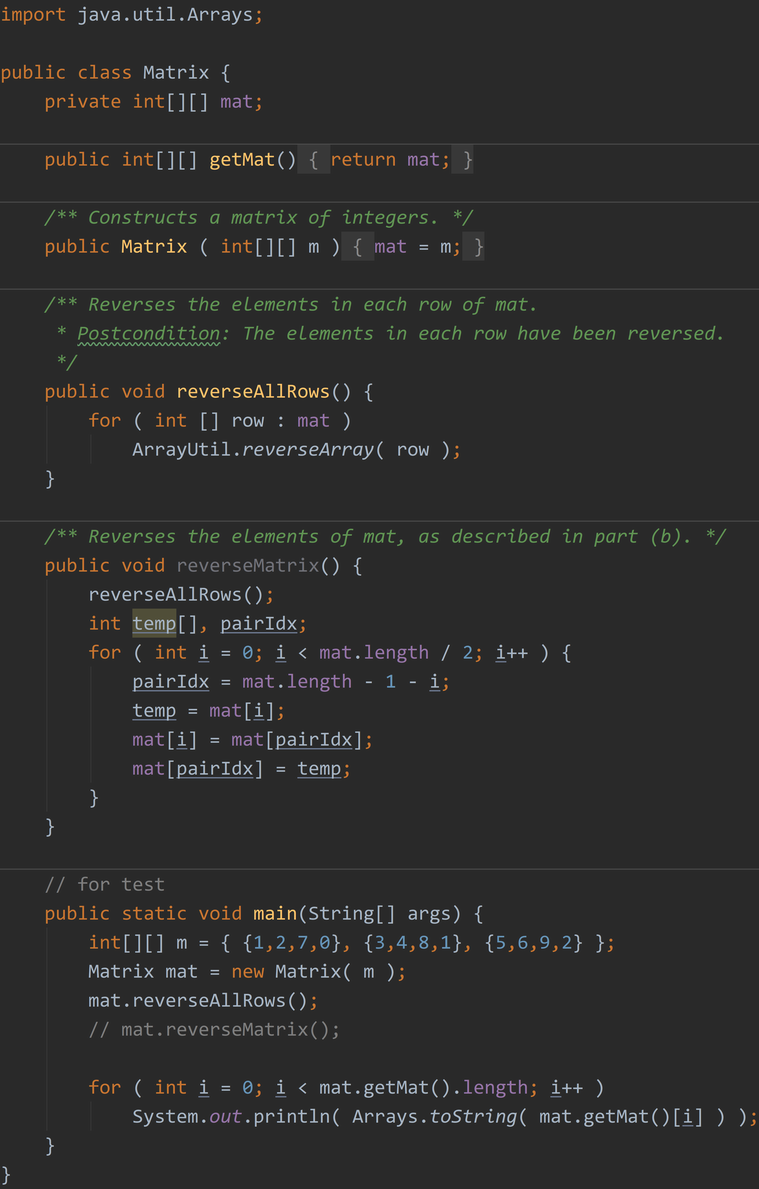 import java.util.Arrays;
public class Matrix {
private int[][] mat;
public int[][] getMat() { return mat; }
/** Constructs a matrix of integers. */
public Matrix ( int[][] m ) { mat = m; }
/** Reverses the elements in each row of mat.
* Postcondition: The elements in each row have been reversed.
*/
public void reverseAllRows() {
for ( int [] row : mat )
ArrayUtil.reverseArray( row );
}
/** Reverses the elements of mat, as described in part (b). */
public void reverseMatrix() {
reverseAllRows();
int temp[], pairIdx;
for ( int i = 0; i < mat.length / 2; i++ ) {
pairIdx = mat.length - 1 - i;
temp = mat[i];
mat[i] = mat[pairIdx];
mat[pairIdx] = temp;
}
}
// for test
public static void main(String[] args) {
int[][] m = { {1,2,7,0}, {3,4,8,1}, {5,6,9,2} };
Matrix mat = new Matrix( m );
mat.reverseAllRows();
// mat.reverseMatrix();
for ( int i = 0; i < mat.getMat().length; i++ )
System.out.println( Arrays.toString( mat.getMat()[i] ) );
}
}